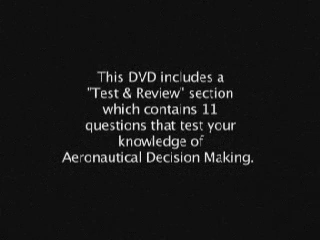 This DVD includes a
"Test & Review" section
which contains 11
questions that test your
knowledge of
Aeronautical Decision Making.